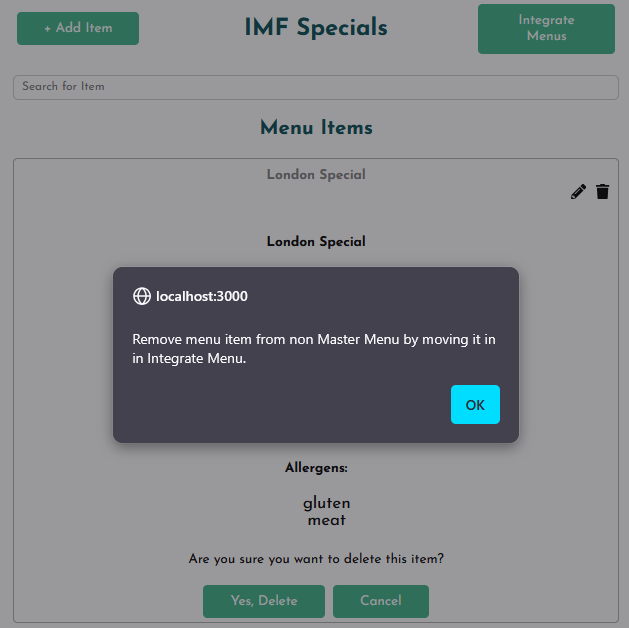 + Add Item
IMF Specials
Integrate
Menus
Search for Item
Menu Items
London Special
London Special
localhost:3000
Remove menu item from non Master Menu by moving it in
in Integrate Menu.
OK
Allergens:
gluten
meat
Are you sure you want to delete this item?
Yes, Delete
Cancel